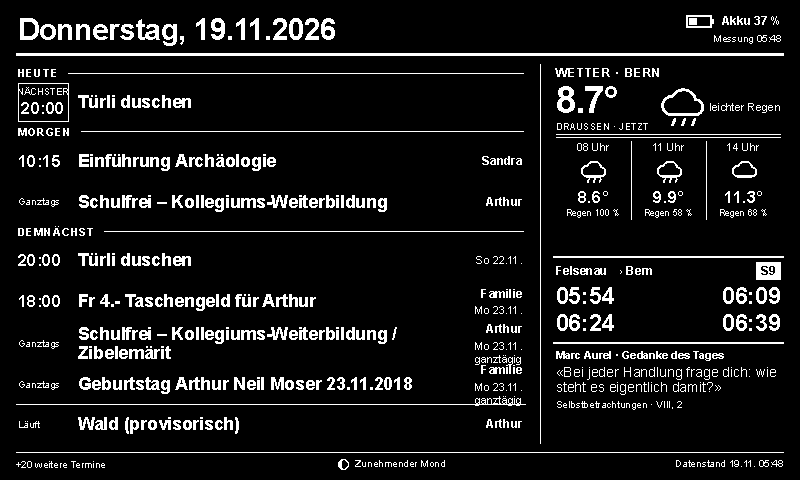 Donnerstag, 19.11.2026
Akku 37 %
Messung 05:48
HEUTE
NÄCHSTER
20:00 Türli duschen
MORGEN
10:15 Einführung Archäologie Sandra
Ganztags Schulfrei – Kollegiums-Weiterbildung Arthur
DEMNÄCHST
20:00 Türli duschen So 22.11.
18:00 Fr 4.- Taschengeld für Arthur Familie
Mo 23.11.
Ganztags Schulfrei – Kollegiums-Weiterbildung / Zibelemärit Arthur
Mo 23.11.
ganztägig
Ganztags Geburtstag Arthur Neil Moser 23.11.2018 Familie
Mo 23.11.
ganztägig
Läuft Wald (provisorisch) Arthur
WETTER · BERN
8.7° leichter Regen
DRAUSSEN · JETZT
08 Uhr 11 Uhr 14 Uhr
8.6° 9.9° 11.3°
Regen 100 % Regen 58 % Regen 68 %
Felsenau → Bern S9
05:54 06:09
06:24 06:39
Marc Aurel · Gedanke des Tages
«Bei jeder Handlung frage dich: wie
steht es eigentlich damit?»
Selbstbetrachtungen · VIII, 2
+20 weitere Termine
Zunehmender Mond
Datenstand 19.11. 05:48